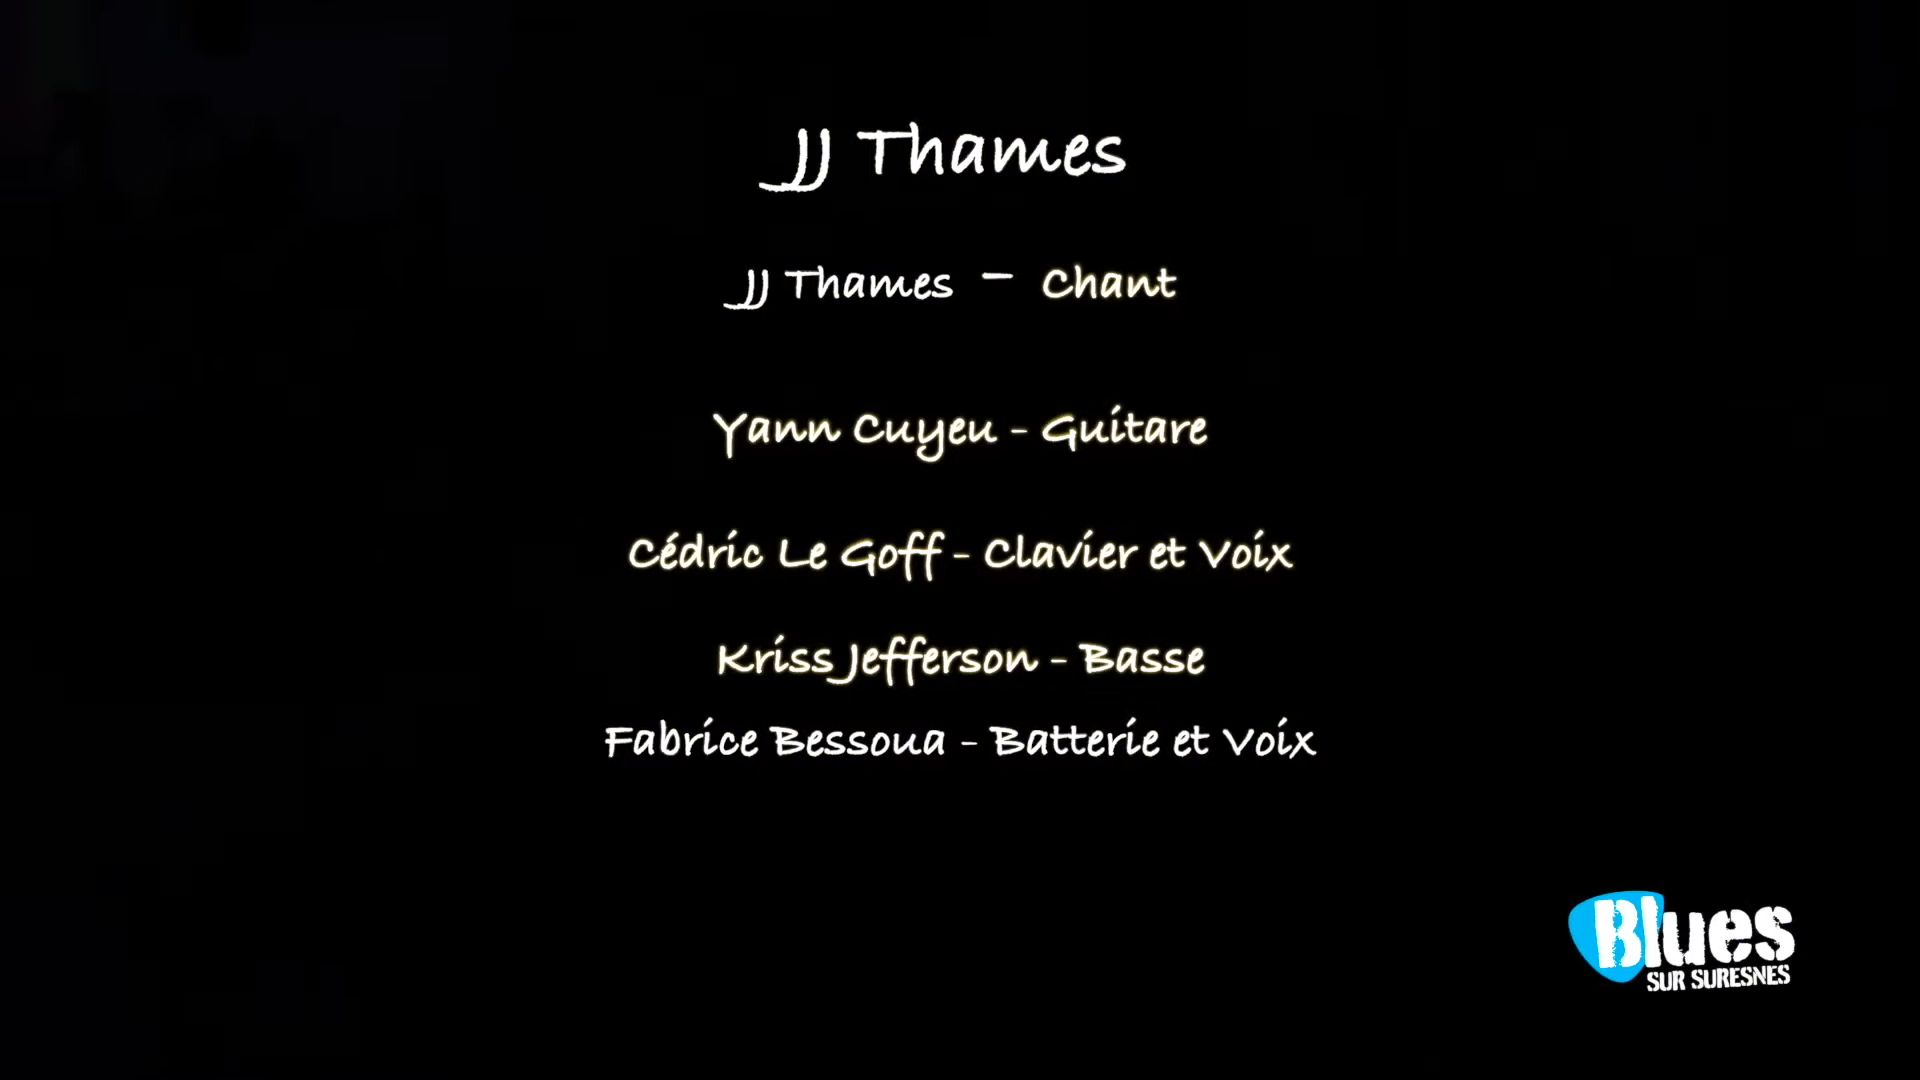 JJ Thames
JJ Thames - Chant
Yann Cuyeu - Guitare
Cédric Le Goff - Clavier et Voix
Kriss Jefferson - Basse
Fabrice Bessoua - Batterie et Voix
Blues
SUR SURESNES